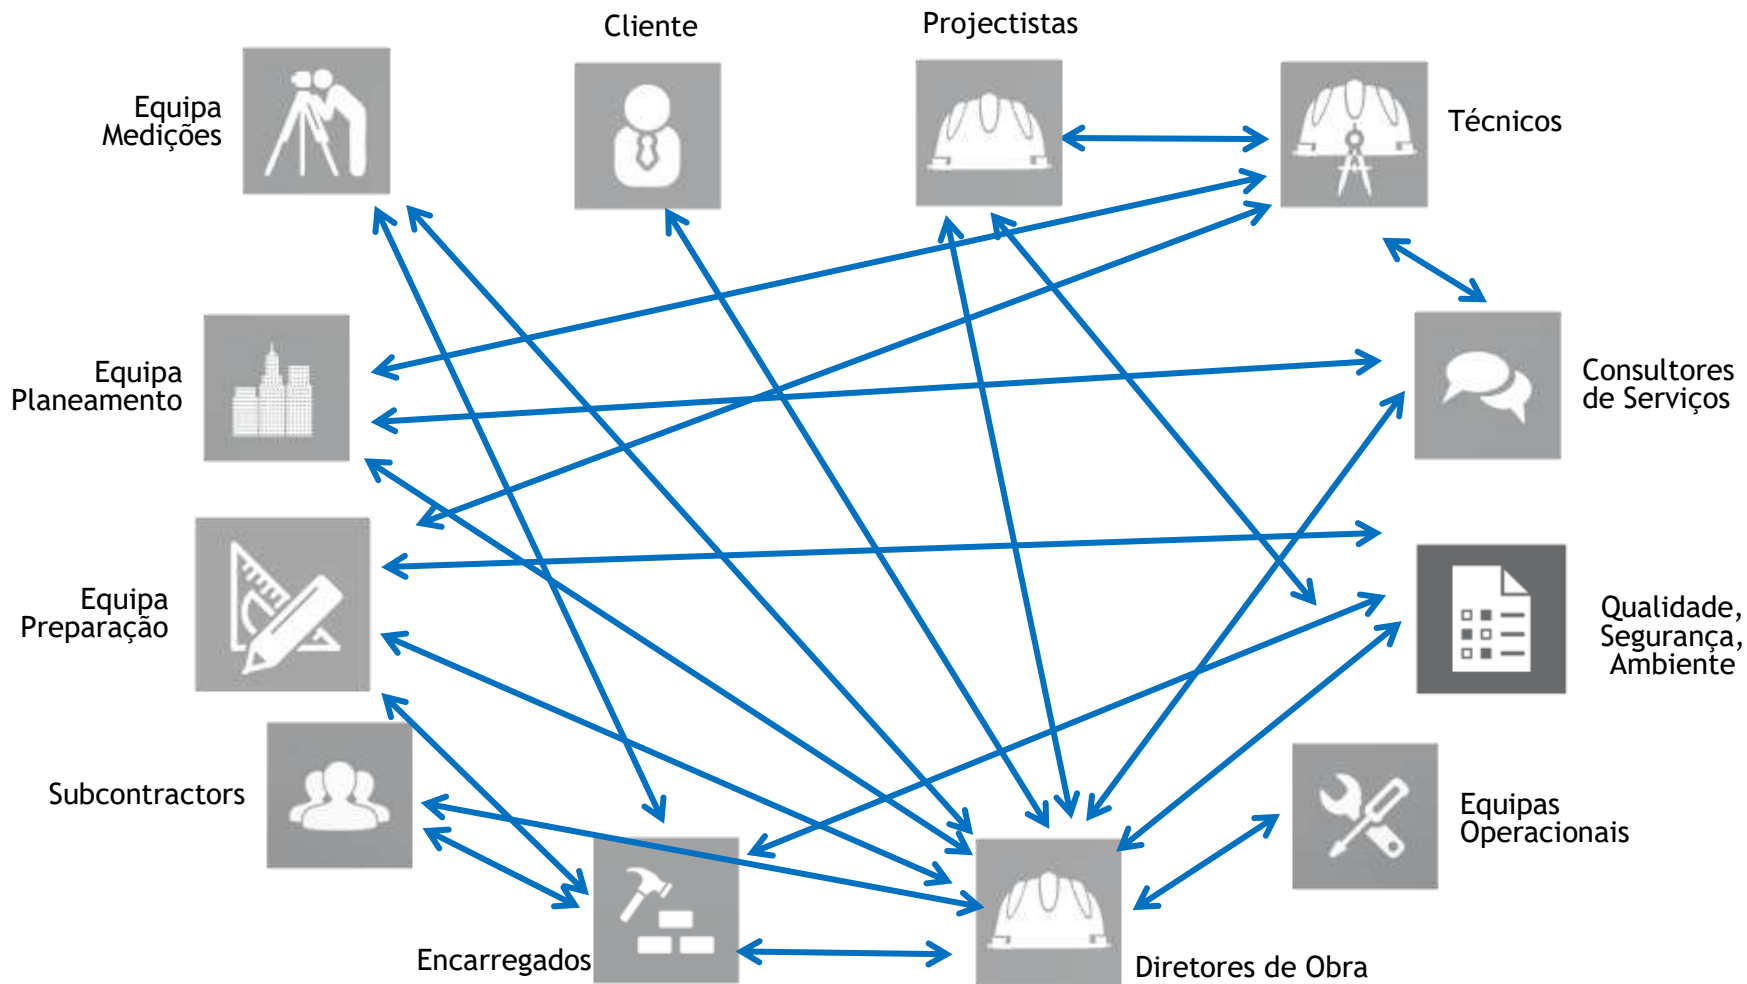 Cliente
Projectistas
Equipa
Medições
Técnicos
Equipa
Planeamento
Consultores
de Serviços
Equipa
Preparação
Qualidade,
Segurança,
Ambiente
Subcontractors
Equipas
Operacionais
Encarregados
Diretores de Obra